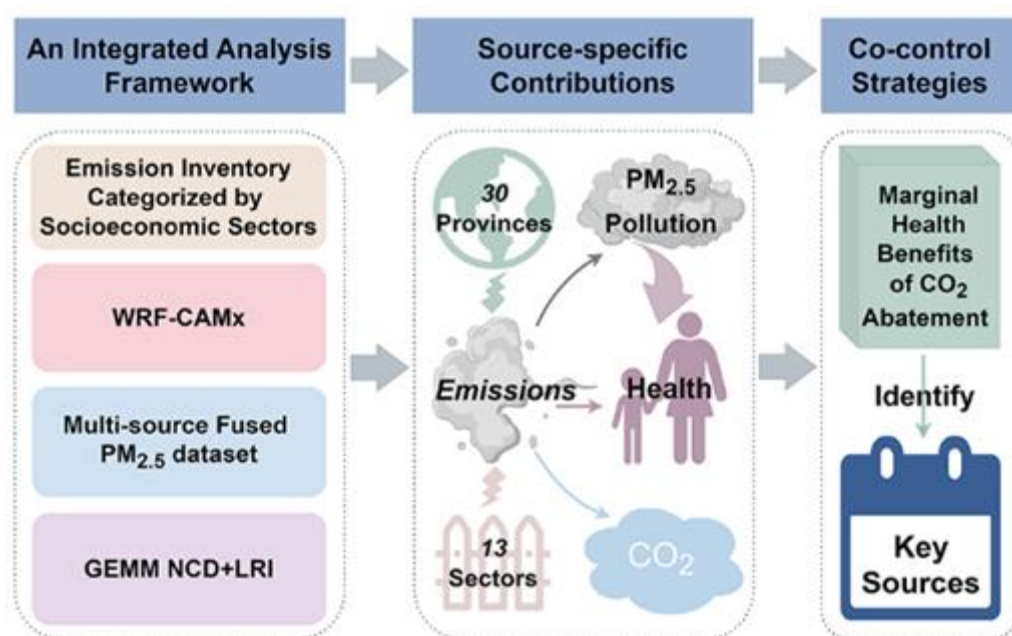 An Integrated Analysis
Framework
Source-specific
Contributions
Co-control
Strategies
Emission Inventory
Categorized by
Socioeconomic Sectors
WRF-CAMx
Multi-source Fused
PM2.5 dataset
GEMM NCD+LRI
30
Provinces
PM2.5
Pollution
Emissions
Health
13
Sectors
CO2
Marginal
Health
Benefits
of CO2
Abatement
Identify
Key
Sources